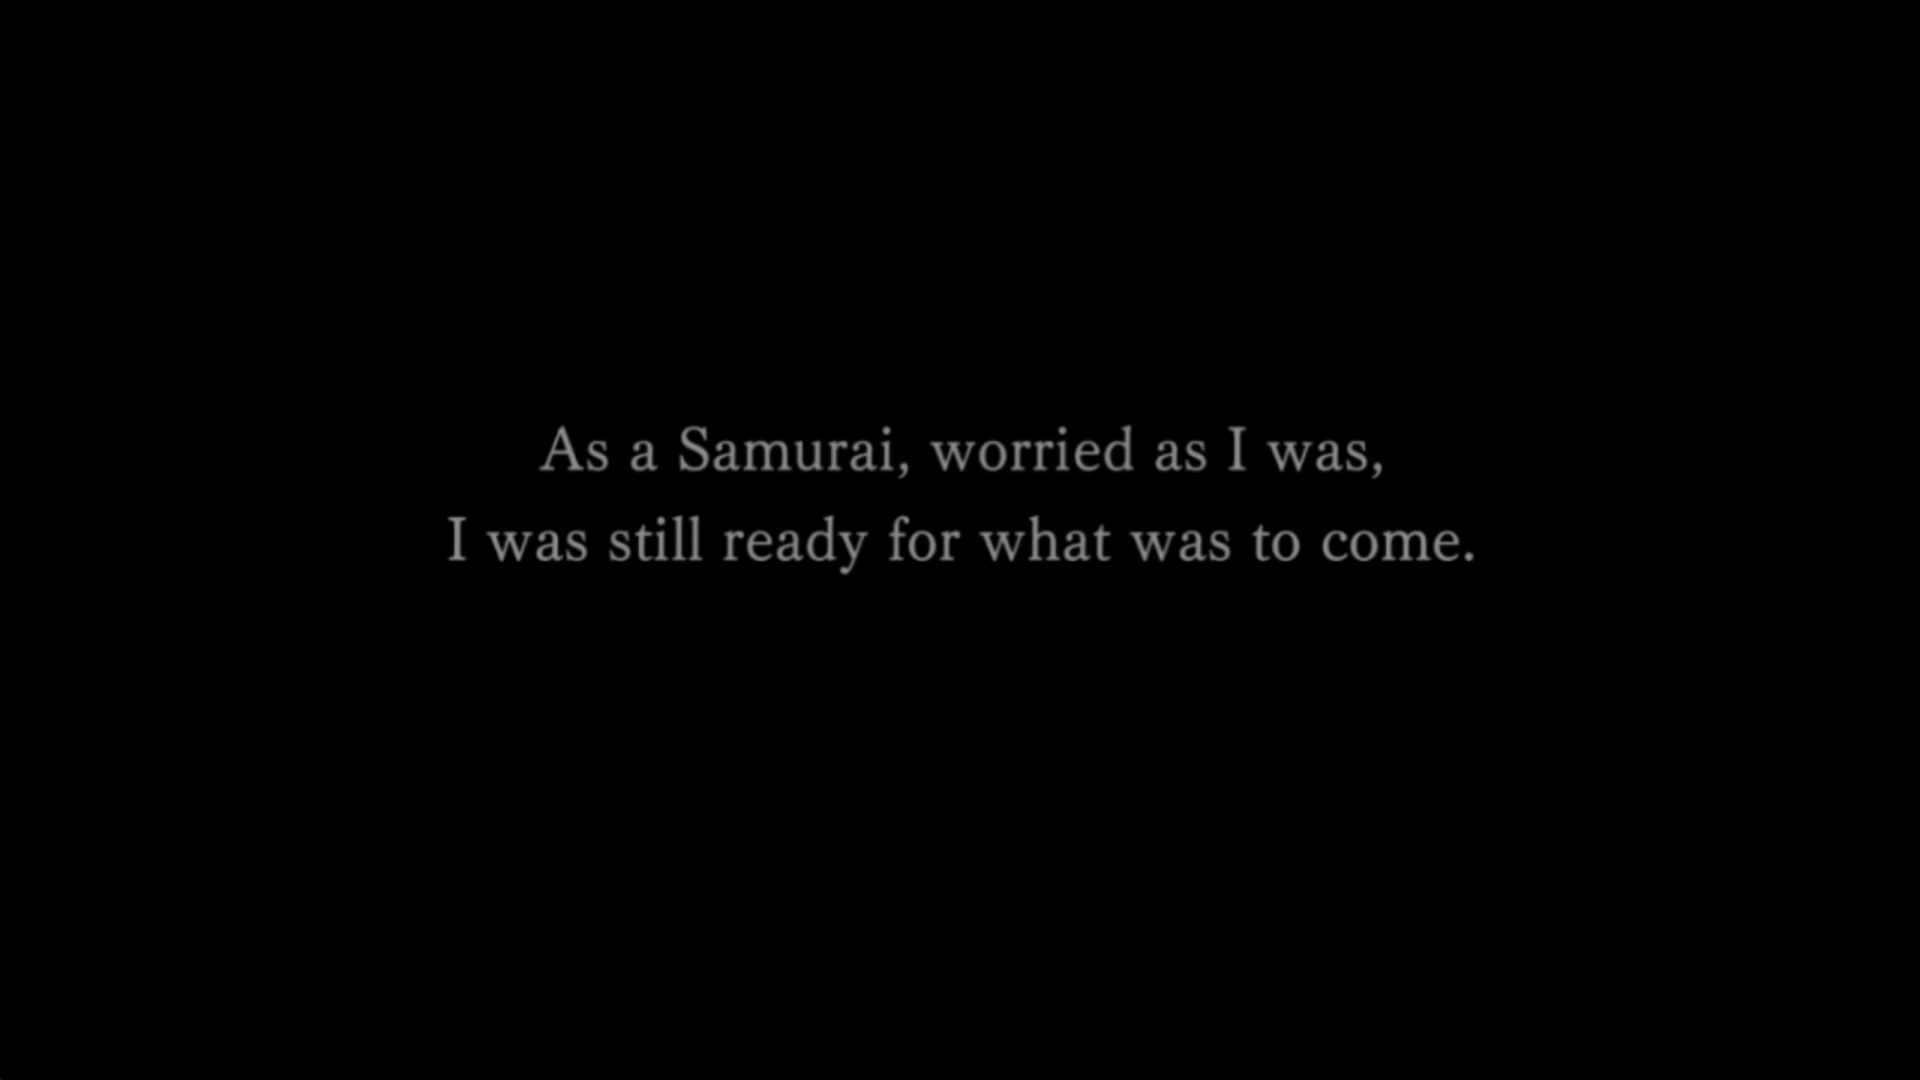 As a Samurai, worried as I was,
I was still ready for what was to come.